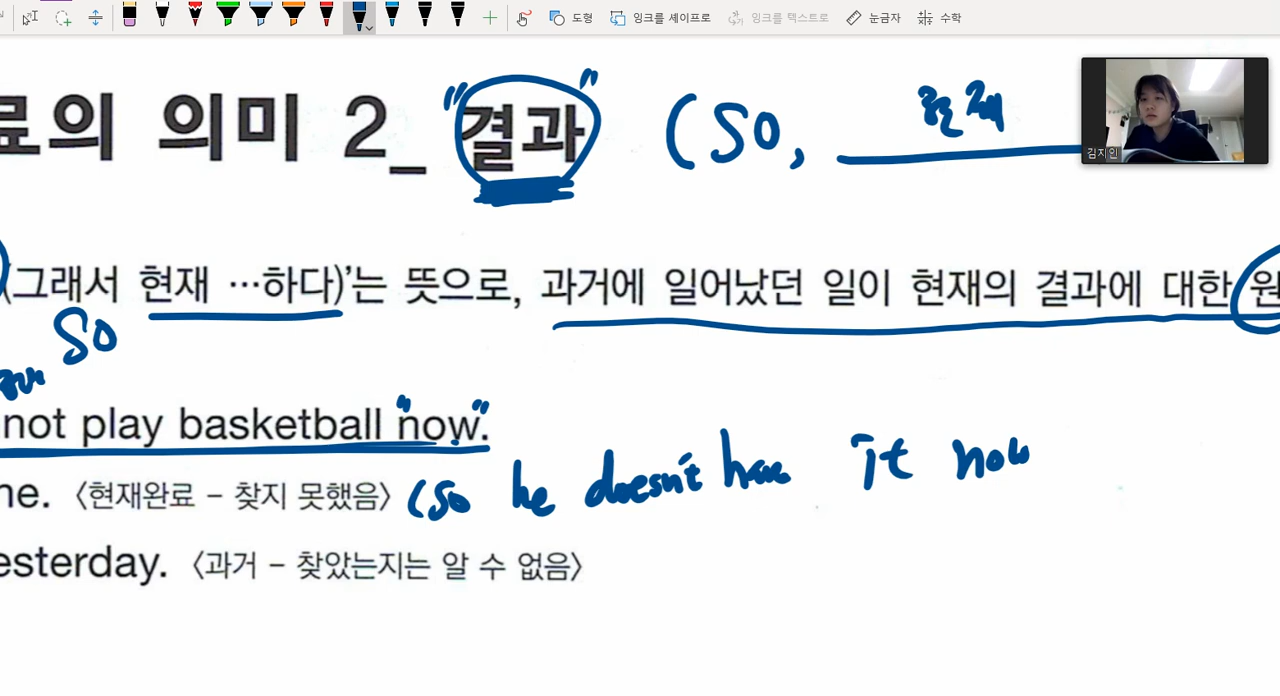 도형 잉크를 셰이프로 잉크를 텍스트로 눈금자 수학
료의 의미 2_ "결과" (SO, 현재
김지인
(그래서 현재 …하다)'는 뜻으로, 과거에 일어났던 일이 현재의 결과에 대한 원
SO
not play basketball "now".
ne. 〈현재완료 – 찾지 못했음〉 (so he doesn't have it now
esterday. 〈과거 – 찾았는지는 알 수 없음〉